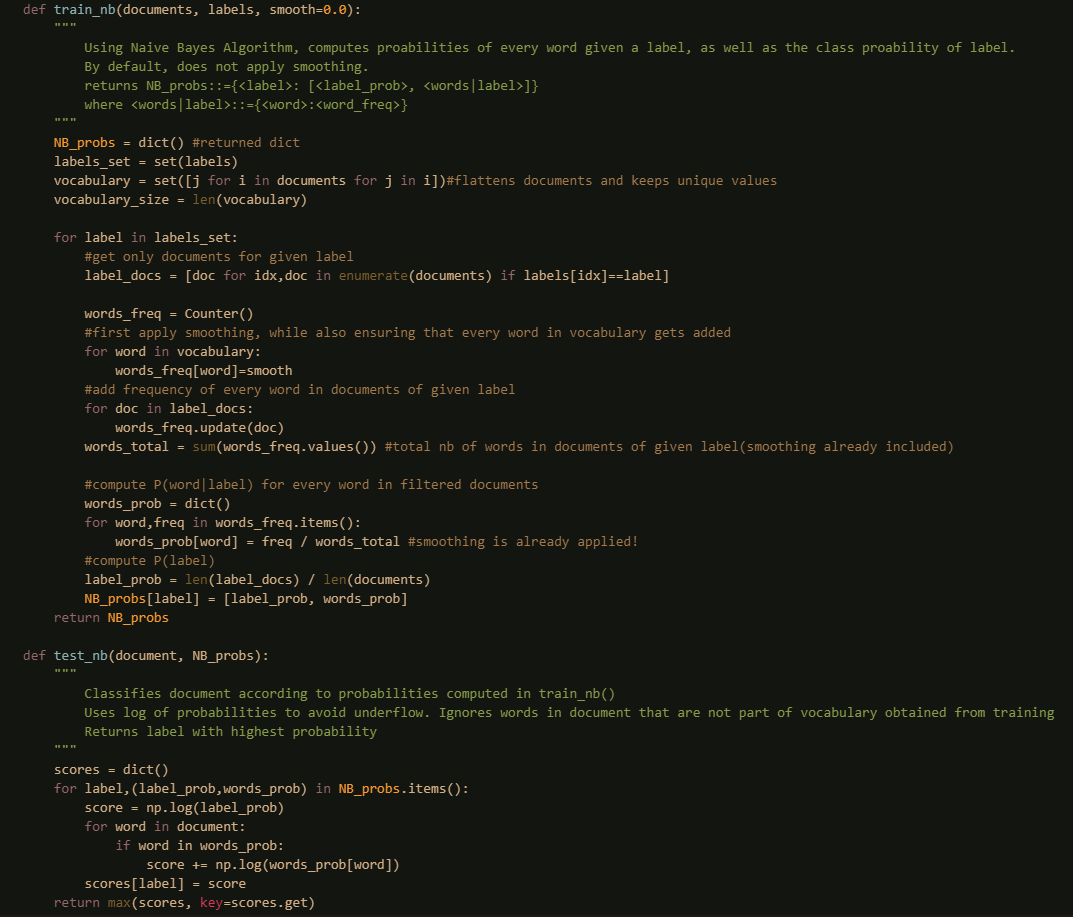 def train_nb(documents, labels, smooth=0.0):
    """
        Using Naive Bayes Algorithm, computes proabilities of every word given a label, as well as the class proability of label.
        By default, does not apply smoothing.
        returns NB_probs::={<label>: [<label_prob>, <words|label>]}
        where <words|label>::={<word>:<word_freq>}
    """
    NB_probs = dict() #returned dict
    labels_set = set(labels)
    vocabulary = set([j for i in documents for j in i])#flattens documents and keeps unique values
    vocabulary_size = len(vocabulary)

    for label in labels_set:
        #get only documents for given label
        label_docs = [doc for idx,doc in enumerate(documents) if labels[idx]==label]

        words_freq = Counter()
        #first apply smoothing, while also ensuring that every word in vocabulary gets added
        for word in vocabulary:
            words_freq[word]=smooth
        #add frequency of every word in documents of given label
        for doc in label_docs:
            words_freq.update(doc)
        words_total = sum(words_freq.values()) #total nb of words in documents of given label(smoothing already included)

        #compute P(word|label) for every word in filtered documents
        words_prob = dict()
        for word,freq in words_freq.items():
            words_prob[word] = freq / words_total #smoothing is already applied!
        #compute P(label)
        label_prob = len(label_docs) / len(documents)
        NB_probs[label] = [label_prob, words_prob]
    return NB_probs

def test_nb(document, NB_probs):
    """
        Classifies document according to probabilities computed in train_nb()
        Uses log of probabilities to avoid underflow. Ignores words in document that are not part of vocabulary obtained from training
        Returns label with highest probability
    """
    scores = dict()
    for label,(label_prob,words_prob) in NB_probs.items():
        score = np.log(label_prob)
        for word in document:
            if word in words_prob:
                score += np.log(words_prob[word])
        scores[label] = score
    return max(scores, key=scores.get)